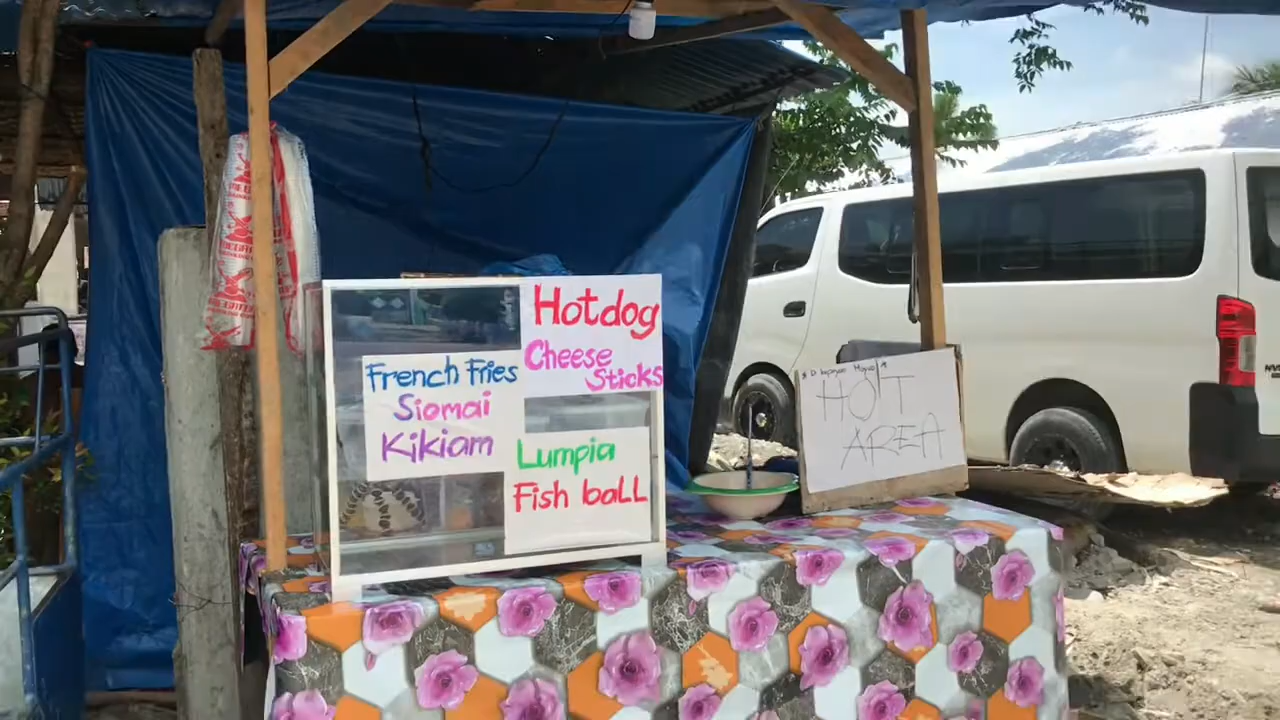 Hotdog
Cheese
Sticks
French Fries
Siomai
Kikiam
Lumpia
Fish ball
HOT
AREA